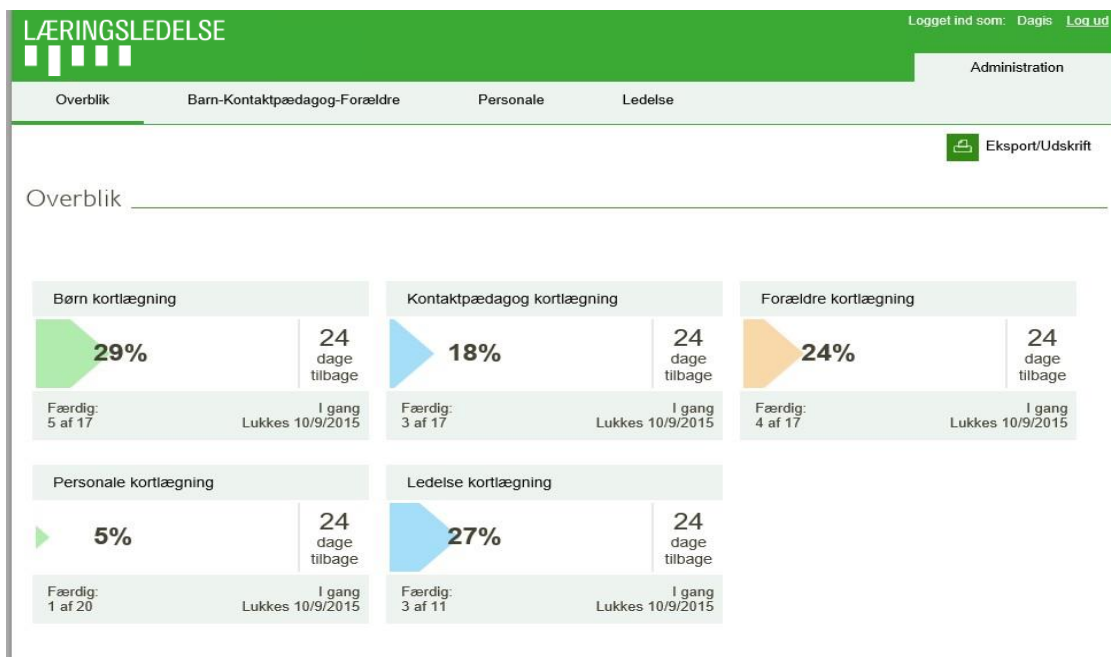 LÆRINGSLEDELSE
Logget ind som: Dagis Log ud
Administration
Overblik Barn-Kontaktpædagog-Forældre Personale Ledelse
Eksport/Udskrift
Overblik
Børn kortlægning
29%
24
dage
tilbage
Færdig:
5 af 17
I gang
Lukkes 10/9/2015
Kontaktpædagog kortlægning
18%
24
dage
tilbage
Færdig:
3 af 17
I gang
Lukkes 10/9/2015
Forældre kortlægning
24%
24
dage
tilbage
Færdig:
4 af 17
I gang
Lukkes 10/9/2015
Personale kortlægning
5%
24
dage
tilbage
Færdig:
1 af 20
I gang
Lukkes 10/9/2015
Ledelse kortlægning
27%
24
dage
tilbage
Færdig:
3 af 11
I gang
Lukkes 10/9/2015